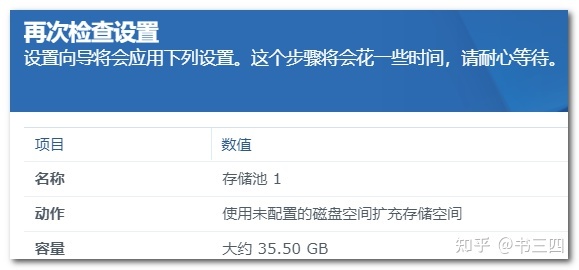 再次检查设置
设置向导将会应用下列设置。这个步骤将会花一些时间，请耐心等待。
项目 数值
名称 存储池 1
动作 使用未配置的磁盘空间扩充存储空间
容量 大约 35.50 GB
知乎 @书三四